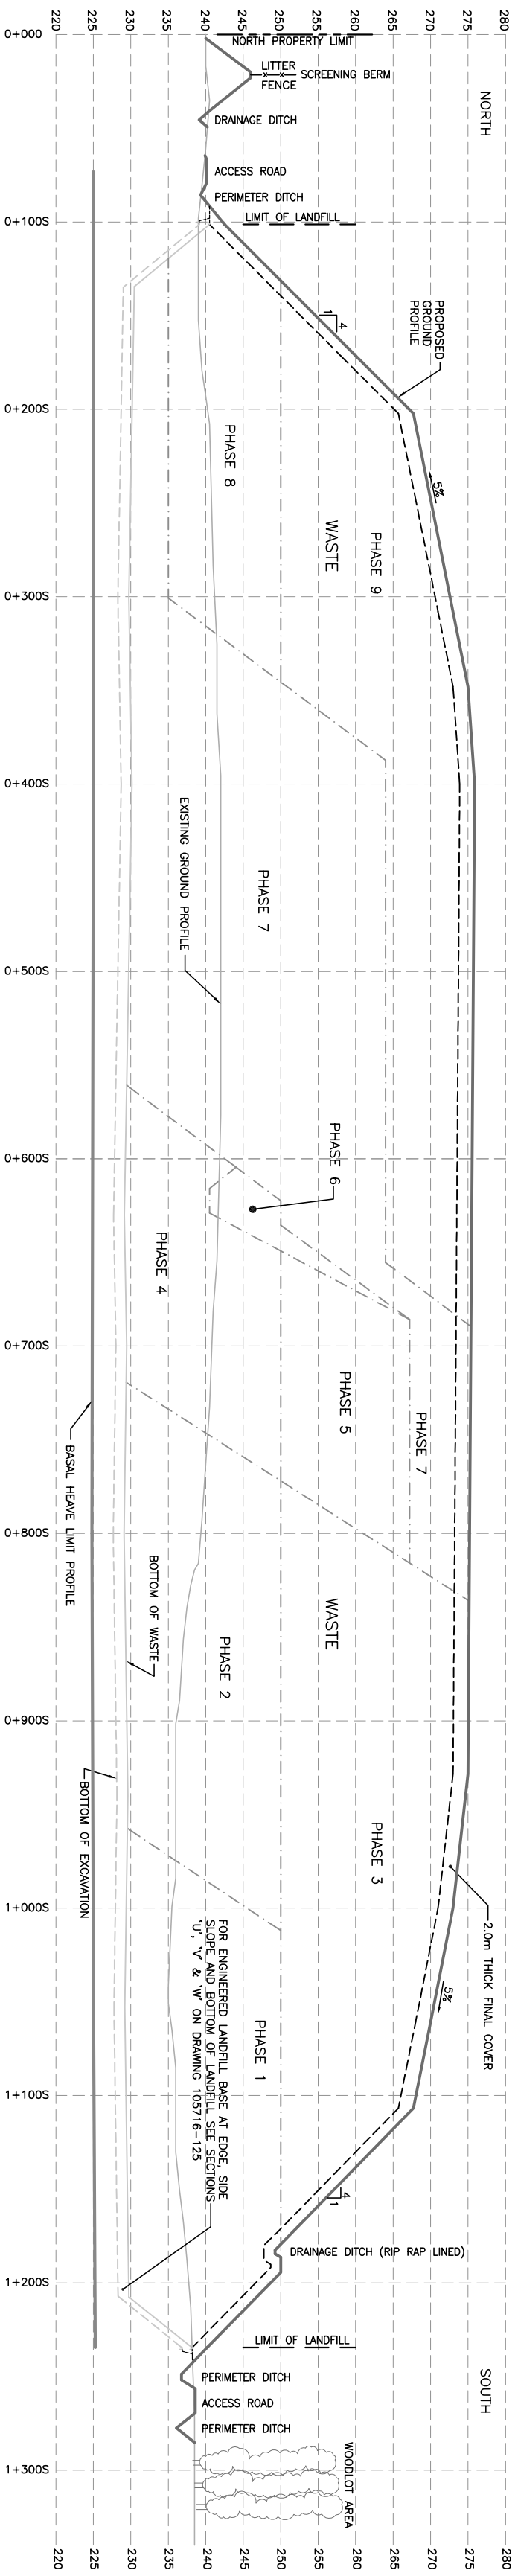 NORTH
SOUTH
280
275
270
265
260
255
250
245
240
235
230
225
220
280
275
270
265
260
255
250
245
240
235
230
225
220
0+000
0+100S
0+200S
0+300S
0+400S
0+500S
0+600S
0+700S
0+800S
0+900S
1+000S
1+100S
1+200S
1+300S
NORTH PROPERTY LIMIT
LITTER
FENCE
SCREENING BERM
DRAINAGE DITCH
ACCESS ROAD
PERIMETER DITCH
LIMIT OF LANDFILL
1
4
PROPOSED
GROUND
PROFILE
5%
PHASE 8
WASTE
PHASE 9
EXISTING GROUND PROFILE
PHASE 7
PHASE 6
PHASE 4
PHASE 5
PHASE 7
BASAL HEAVE LIMIT PROFILE
BOTTOM OF WASTE
WASTE
PHASE 2
BOTTOM OF EXCAVATION
PHASE 3
2.0m THICK FINAL COVER
5%
PHASE 1
FOR ENGINEERED LANDFILL BASE AT EDGE, SIDE
SLOPE AND BOTTOM OF LANDFILL SEE SECTIONS
'U', 'V' & 'W' ON DRAWING 105716-125
4
1
DRAINAGE DITCH (RIP RAP LINED)
LIMIT OF LANDFILL
PERIMETER DITCH
ACCESS ROAD
PERIMETER DITCH
WOODLOT AREA